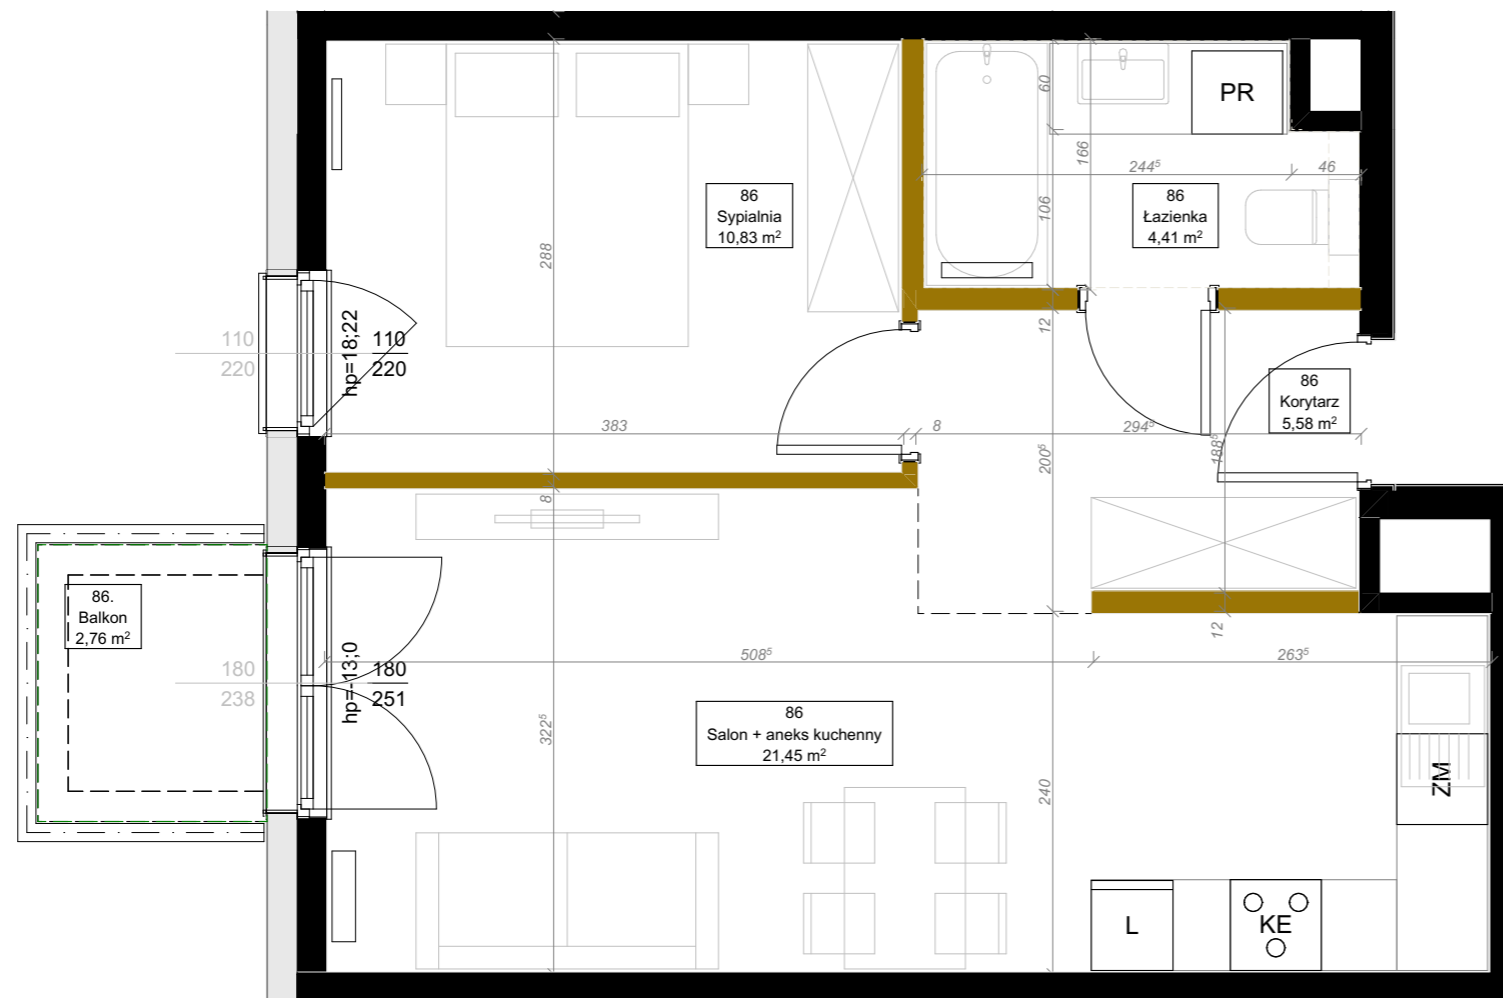 60
PR
166
244⁵
46
86
Sypialnia
10,83 m²
106
86
Łazienka
4,41 m²
288
110
220
hp=18;22
110
220
12
86
Korytarz
5,58 m²
383
8
294⁵
200⁵
188⁵
8
86.
Balkon
2,76 m²
12
508⁵
263⁵
180
238
hp=-13;0
180
251
322⁵
86
Salon + aneks kuchenny
21,45 m²
240
ZM
L
KE